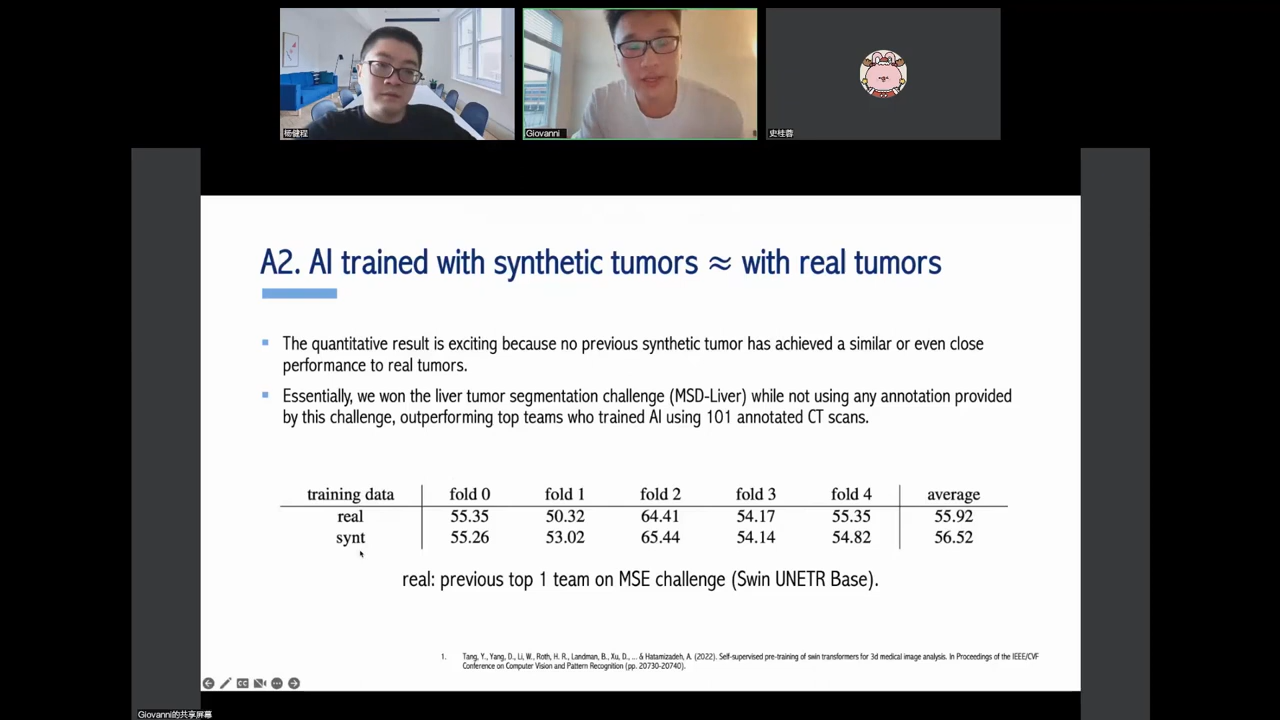 杨健程
Giovanni
史桂蓉
A2. AI trained with synthetic tumors ≈ with real tumors
The quantitative result is exciting because no previous synthetic tumor has achieved a similar or even close
performance to real tumors.
Essentially, we won the liver tumor segmentation challenge (MSD-Liver) while not using any annotation provided
by this challenge, outperforming top teams who trained AI using 101 annotated CT scans.
training data fold 0 fold 1 fold 2 fold 3 fold 4 average
real 55.35 50.32 64.41 54.17 55.35 55.92
synt 55.26 53.02 65.44 54.14 54.82 56.52
real: previous top 1 team on MSE challenge (Swin UNETR Base).
1. Tang, Y., Yang, D., Li, W., Roth, H. R., Landman, B., Xu, D., ... & Hatamizadeh, A. (2022). Self-supervised pre-training of swin transformers for 3d medical image analysis. In Proceedings of the IEEE/CVF
Conference on Computer Vision and Pattern Recognition (pp. 20730-20740).
Giovanni的共享屏幕